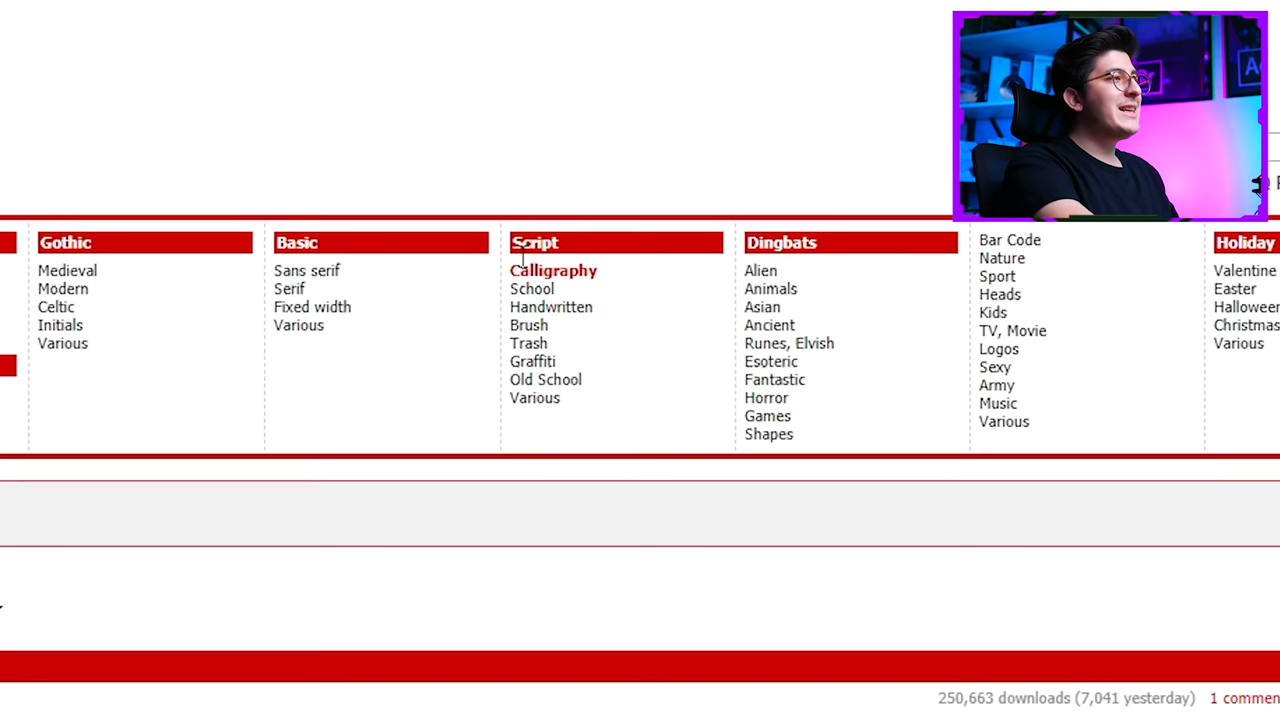 Gothic
Medieval
Modern
Celtic
Initials
Various
Basic
Sans serif
Serif
Fixed width
Various
Script
Calligraphy
School
Handwritten
Brush
Trash
Graffiti
Old School
Various
Dingbats
Alien
Animals
Asian
Ancient
Runes, Elvish
Esoteric
Fantastic
Horror
Games
Shapes
Bar Code
Nature
Sport
Heads
Kids
TV, Movie
Logos
Sexy
Army
Music
Various
Holiday
Valentine
Easter
Halloween
Christmas
Various
250,663 downloads (7,041 yesterday)
1 commen